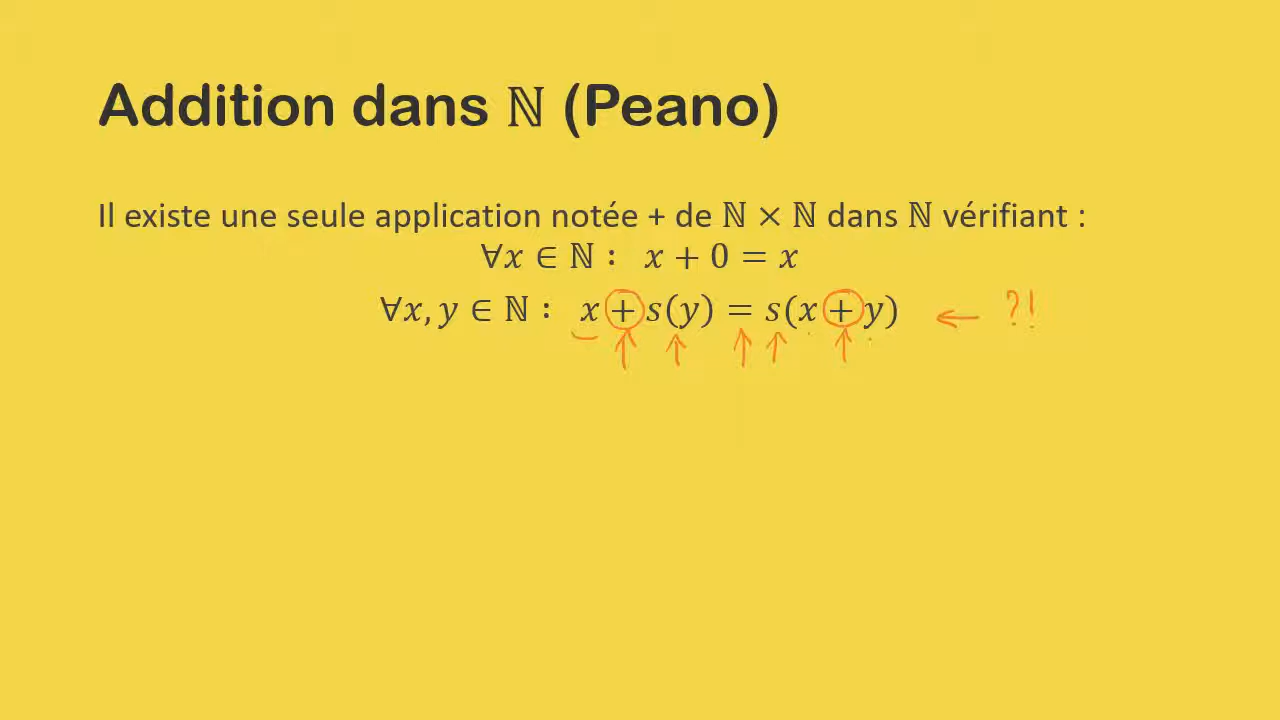 Addition dans ℕ (Peano)
Il existe une seule application notée + de ℕ × ℕ dans ℕ vérifiant :
∀x ∈ ℕ : x + 0 = x
∀x, y ∈ ℕ : x + s(y) = s(x + y) ← ?!